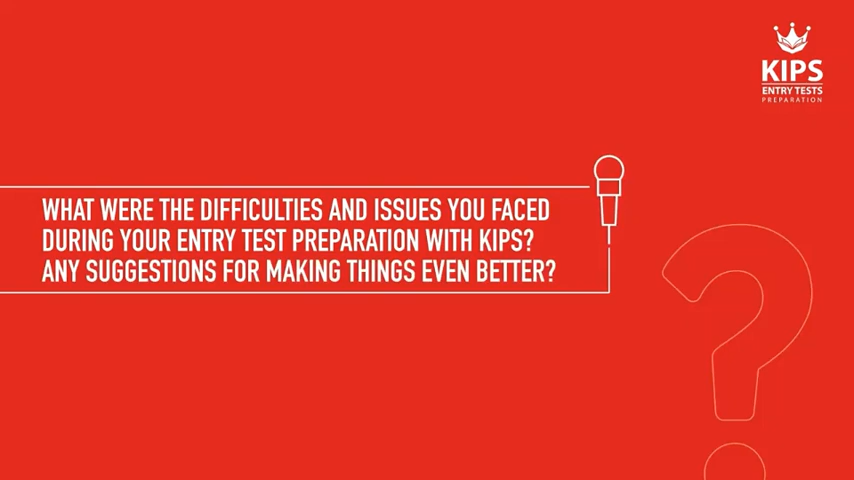 KIPS
ENTRY TESTS
PREPARATION
WHAT WERE THE DIFFICULTIES AND ISSUES YOU FACED
DURING YOUR ENTRY TEST PREPARATION WITH KIPS?
ANY SUGGESTIONS FOR MAKING THINGS EVEN BETTER?
?